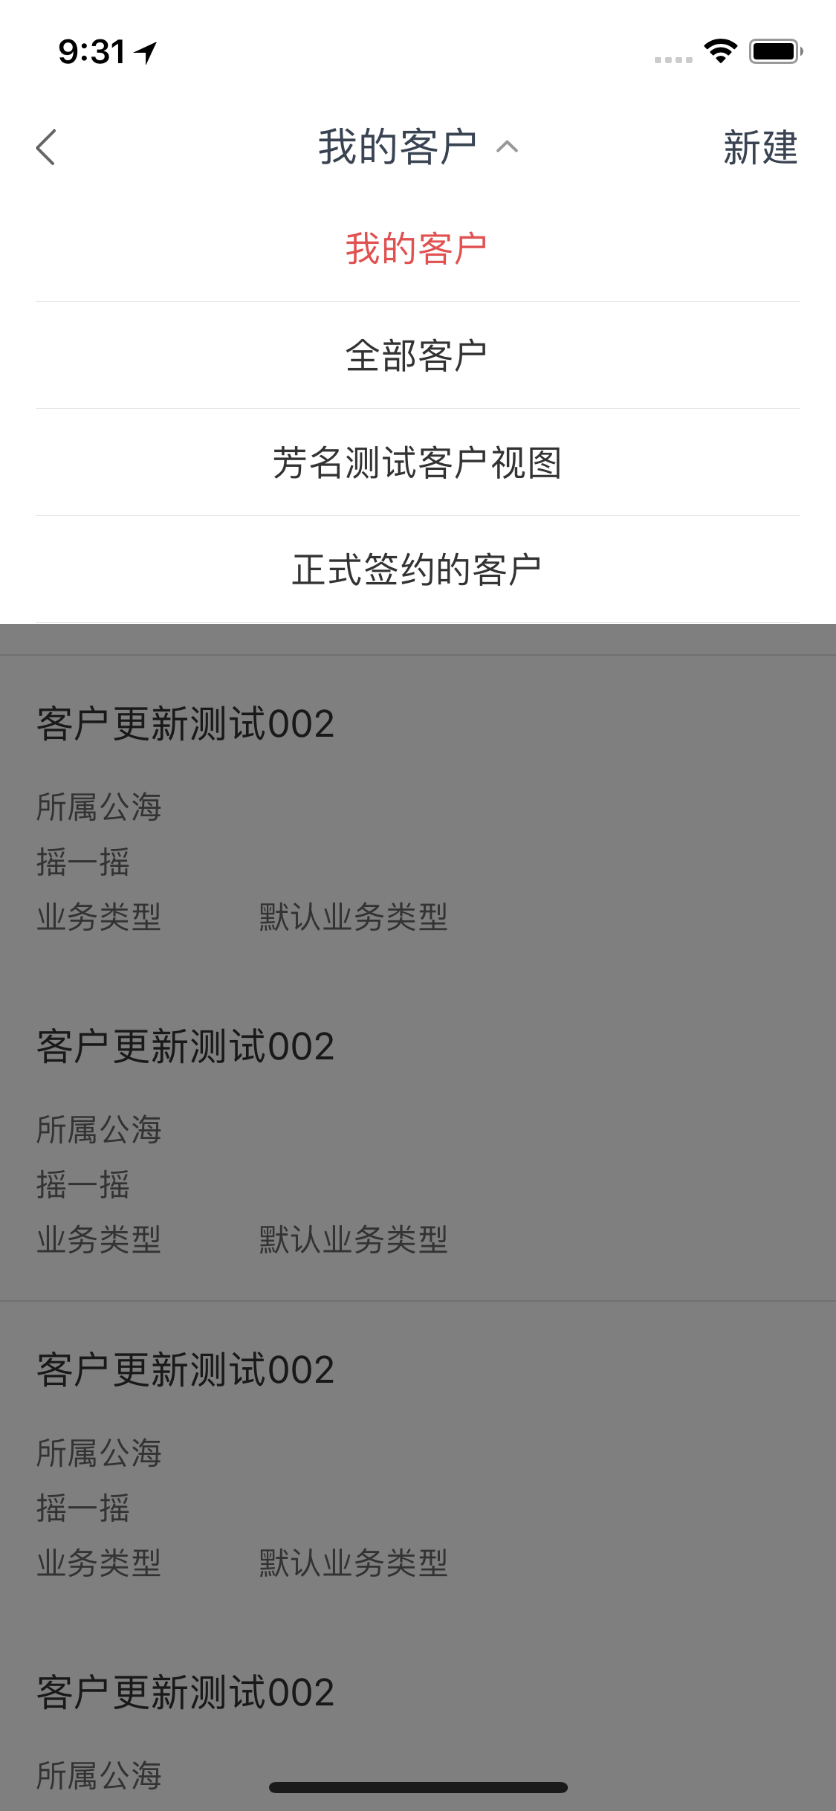 9:31
我的客户 新建
我的客户
全部客户
芳名测试客户视图
正式签约的客户
客户更新测试002
所属公海
摇一摇
业务类型 默认业务类型
客户更新测试002
所属公海
摇一摇
业务类型 默认业务类型
客户更新测试002
所属公海
摇一摇
业务类型 默认业务类型
客户更新测试002
所属公海